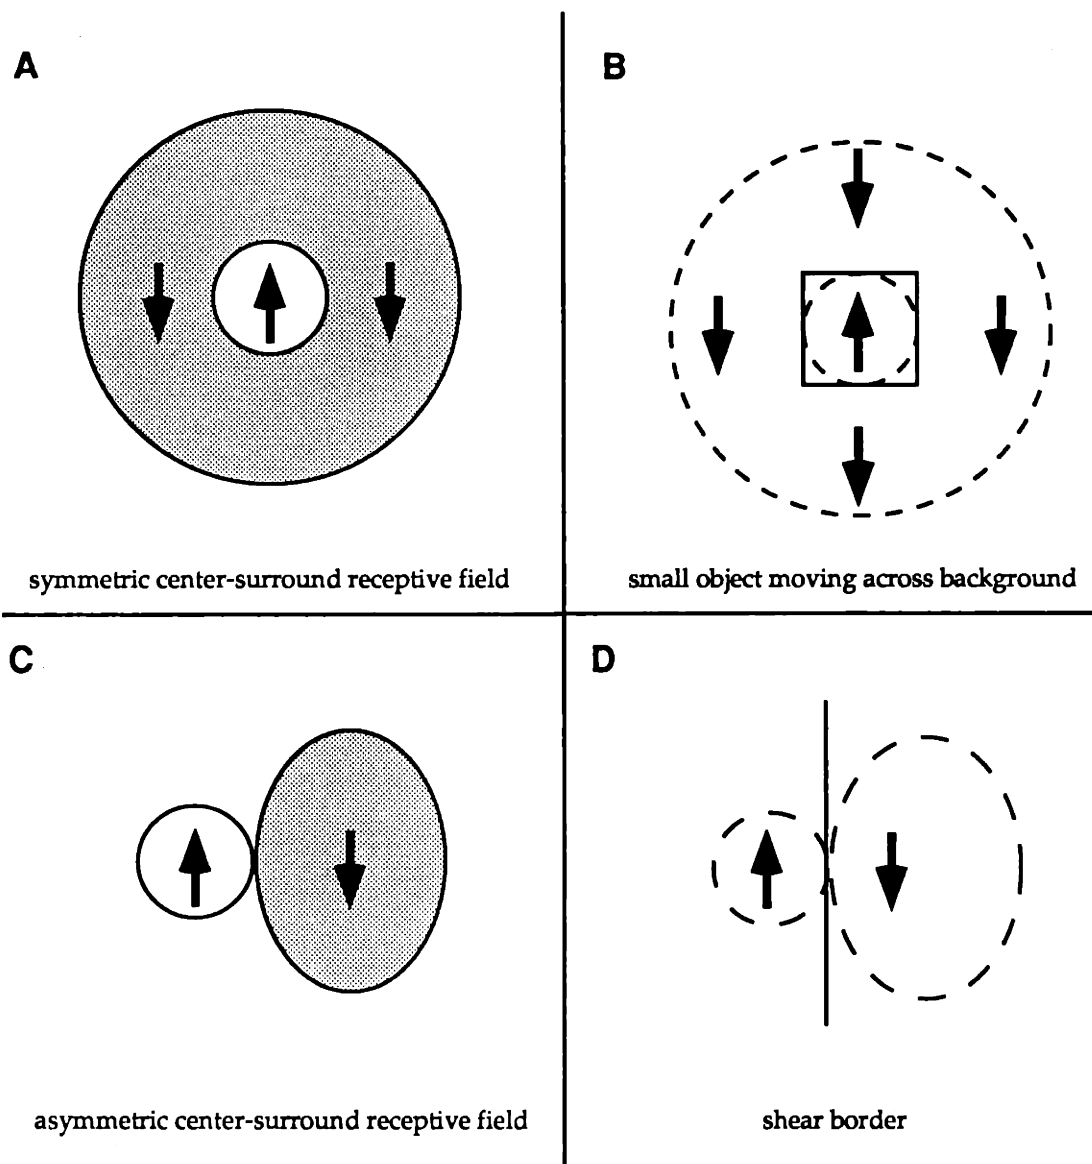 A
B
symmetric center-surround receptive field
small object moving across background
C
D
asymmetric center-surround receptive field
shear border